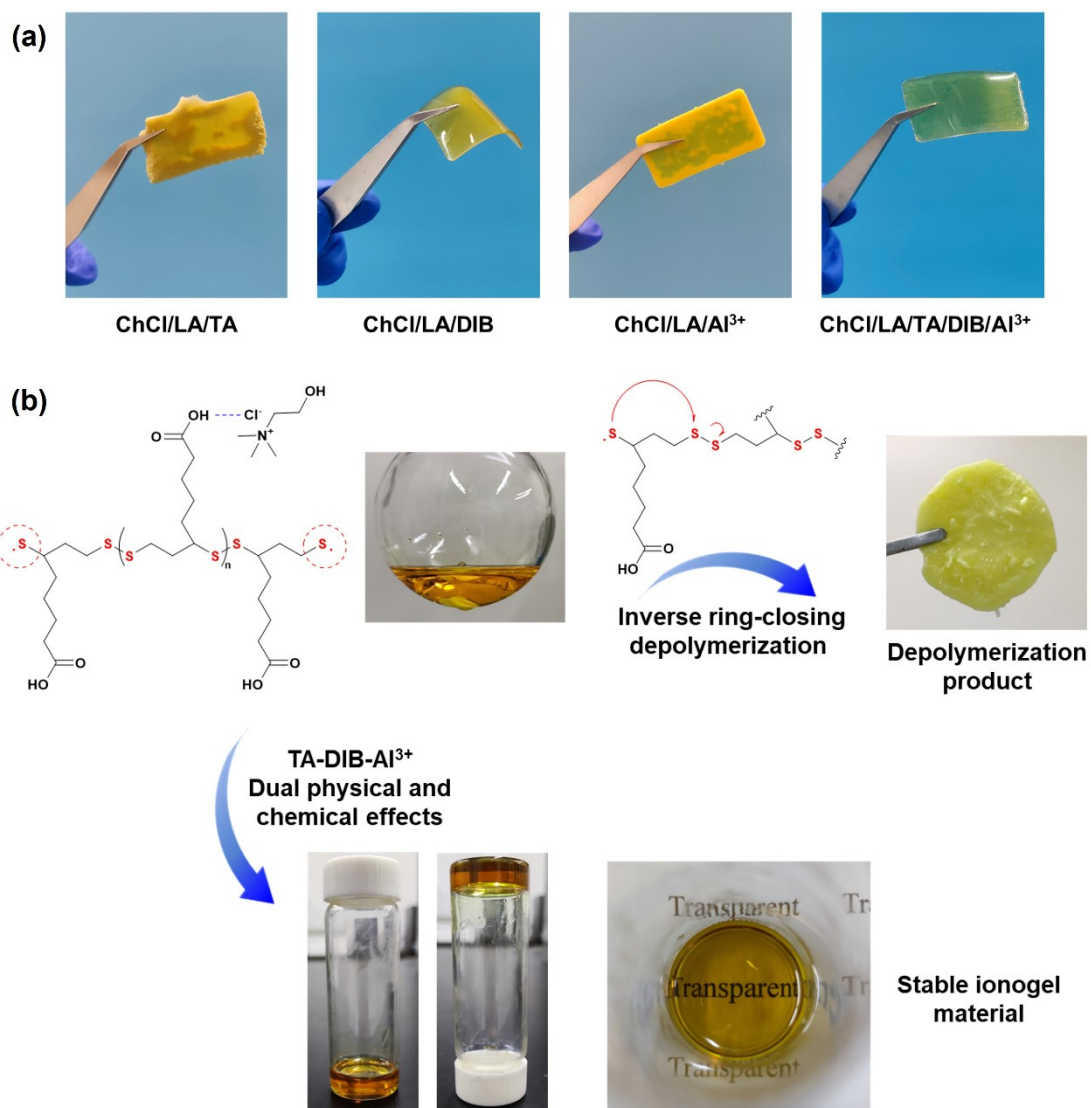 (a)
ChCl/LA/TA
ChCl/LA/DIB
ChCl/LA/Al³⁺
ChCl/LA/TA/DIB/Al³⁺
(b)
OH
OH
Cl⁻
O
N⁺
S
S
S
S
S
S
n
O
HO
O
HO
S
S
S
S
S
O
HO
Inverse ring-closing
depolymerization
Depolymerization
product
TA-DIB-Al³⁺
Dual physical and
chemical effects
Transparent
Tra
Transparent
Tr
Transparent
Stable ionogel
material